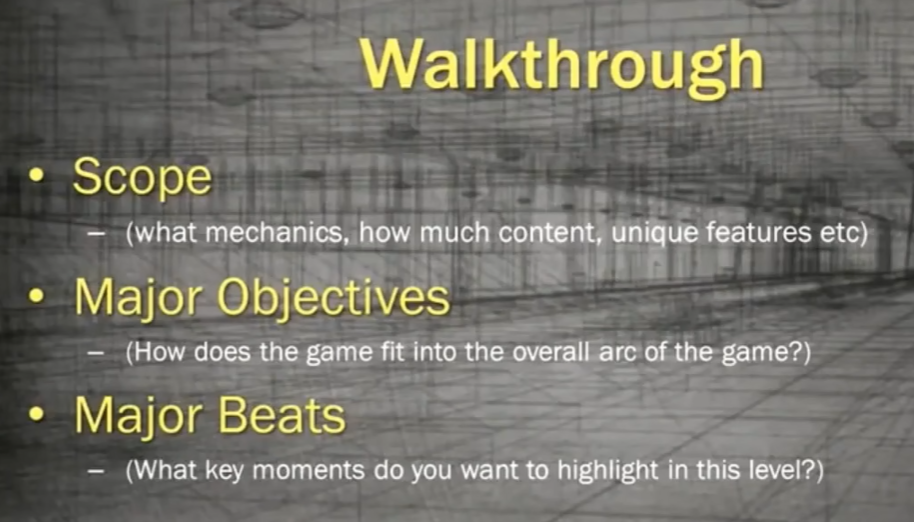 Walkthrough
• Scope
– (what mechanics, how much content, unique features etc)
• Major Objectives
– (How does the game fit into the overall arc of the game?)
• Major Beats
– (What key moments do you want to highlight in this level?)